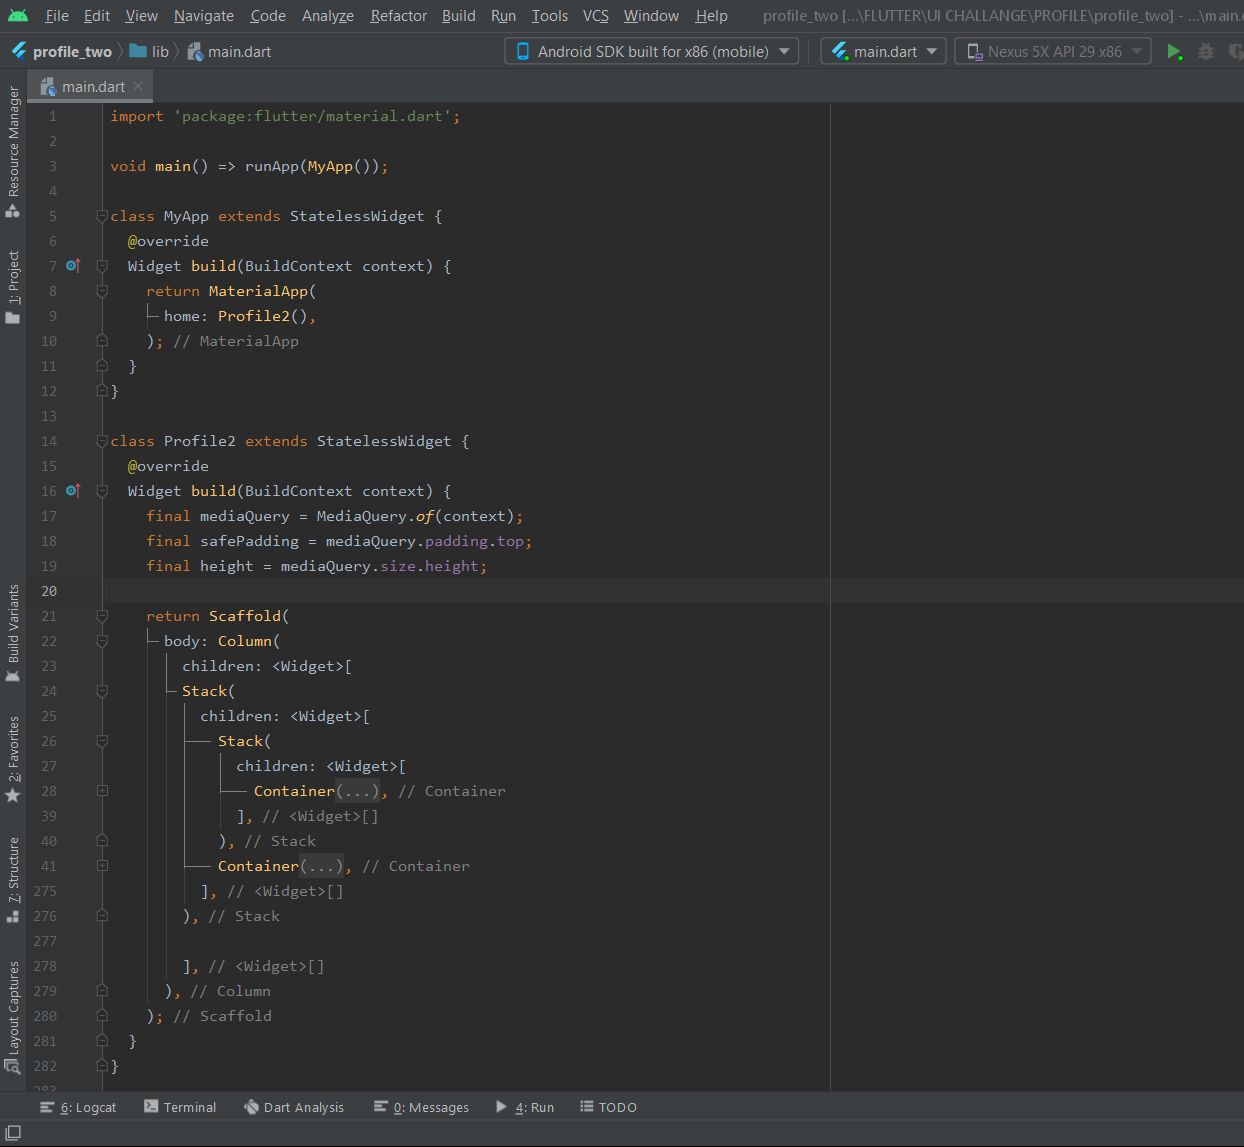 File Edit View Navigate Code Analyze Refactor Build Run Tools VCS Window Help profile_two [...\FLUTTER\UI CHALLANGE\PROFILE\profile_two] - ...\main.
profile_two lib main.dart Android SDK built for x86 (mobile) main.dart Nexus 5X API 29 x86
main.dart
Resource Manager
1: Project
Build Variants
2: Favorites
7: Structure
Layout Captures
1 import 'package:flutter/material.dart';
2
3 void main() => runApp(MyApp());
4
5 class MyApp extends StatelessWidget {
6 @override
7 Widget build(BuildContext context) {
8 return MaterialApp(
9 home: Profile2(),
10 ); // MaterialApp
11 }
12 }
13
14 class Profile2 extends StatelessWidget {
15 @override
16 Widget build(BuildContext context) {
17 final mediaQuery = MediaQuery.of(context);
18 final safePadding = mediaQuery.padding.top;
19 final height = mediaQuery.size.height;
20
21 return Scaffold(
22 body: Column(
23 children: <Widget>[
24 Stack(
25 children: <Widget>[
26 Stack(
27 children: <Widget>[
28 Container(...), // Container
39 ], // <Widget>[]
40 ), // Stack
41 Container(...), // Container
275 ], // <Widget>[]
276 ), // Stack
277
278 ], // <Widget>[]
279 ), // Column
280 ); // Scaffold
281 }
282 }
283
6: Logcat Terminal Dart Analysis 0: Messages 4: Run TODO